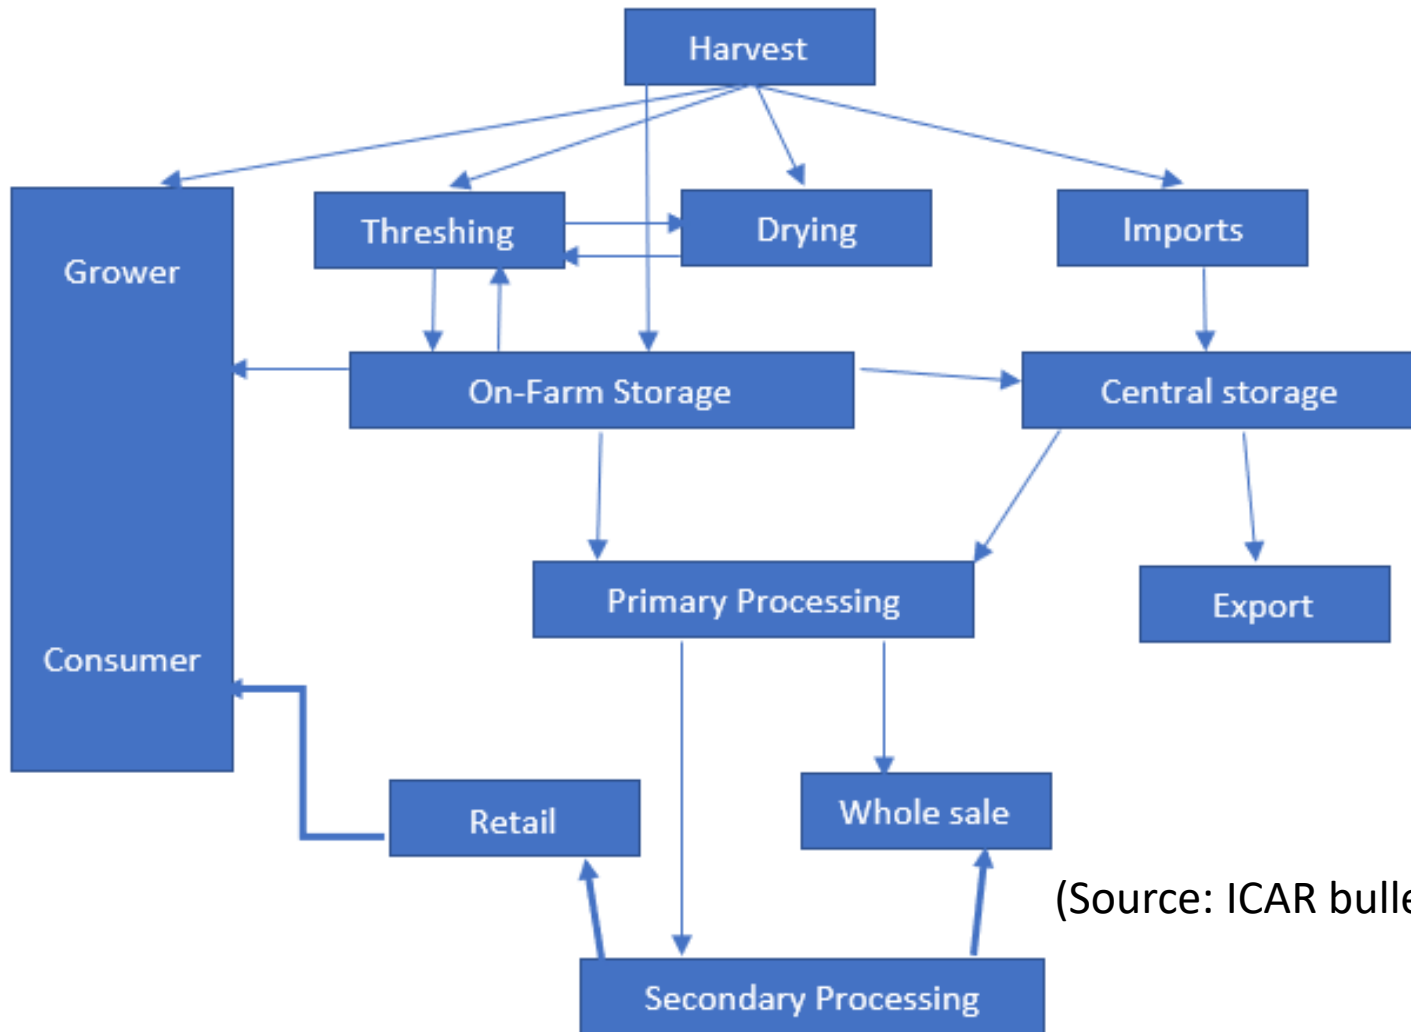 Harvest
Threshing
Drying
Imports
Grower
On-Farm Storage
Central storage
Primary Processing
Export
Consumer
Retail
Whole sale
(Source: ICAR
Secondary Processing